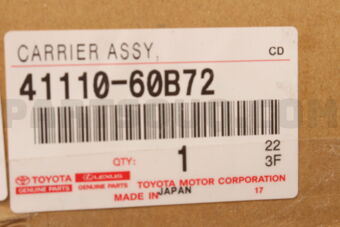 CARRIER ASSY, CD
41110-60B72
QTY: 1 22
3F
TOYOTA LEXUS
GENUINE PARTS GENUINE PARTS TOYOTA MOTOR CORPORATION
MADE IN JAPAN 17